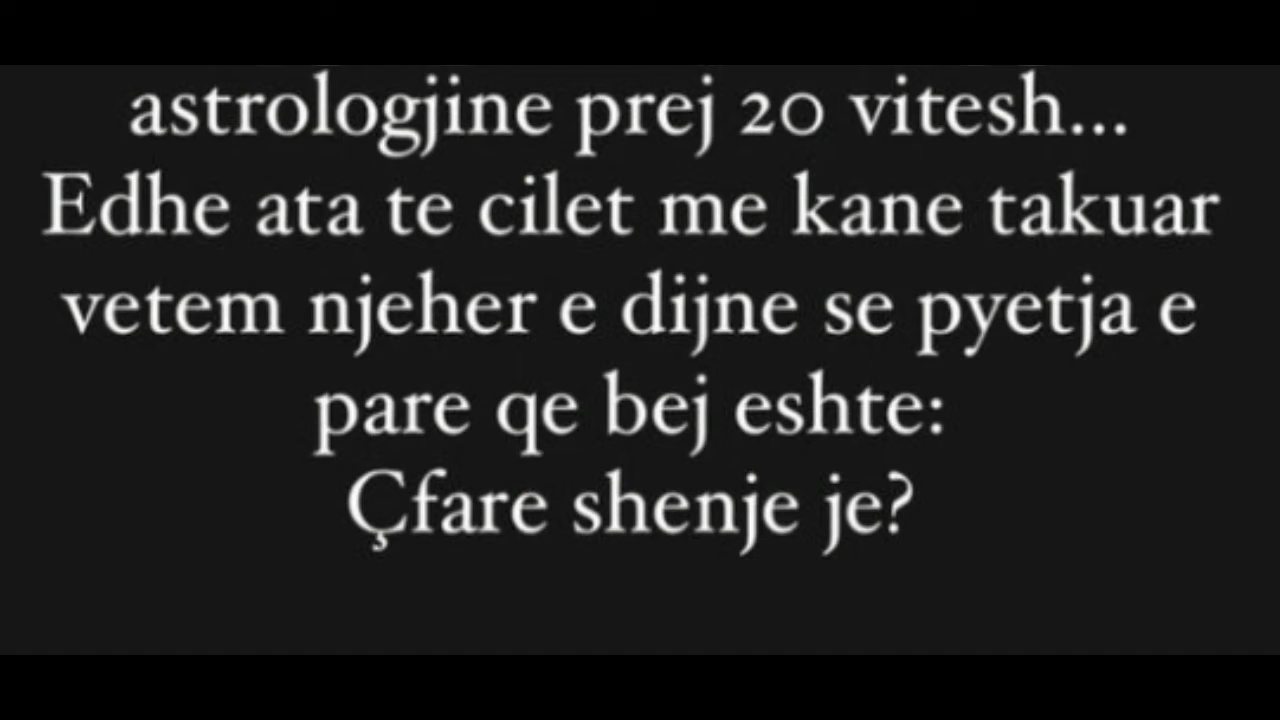 astrologjine prej 20 vitesh...
Edhe ata te cilet me kane takuar
vetem njeher e dijne se pyetja e
pare qe bej eshte:
Çfare shenje je?